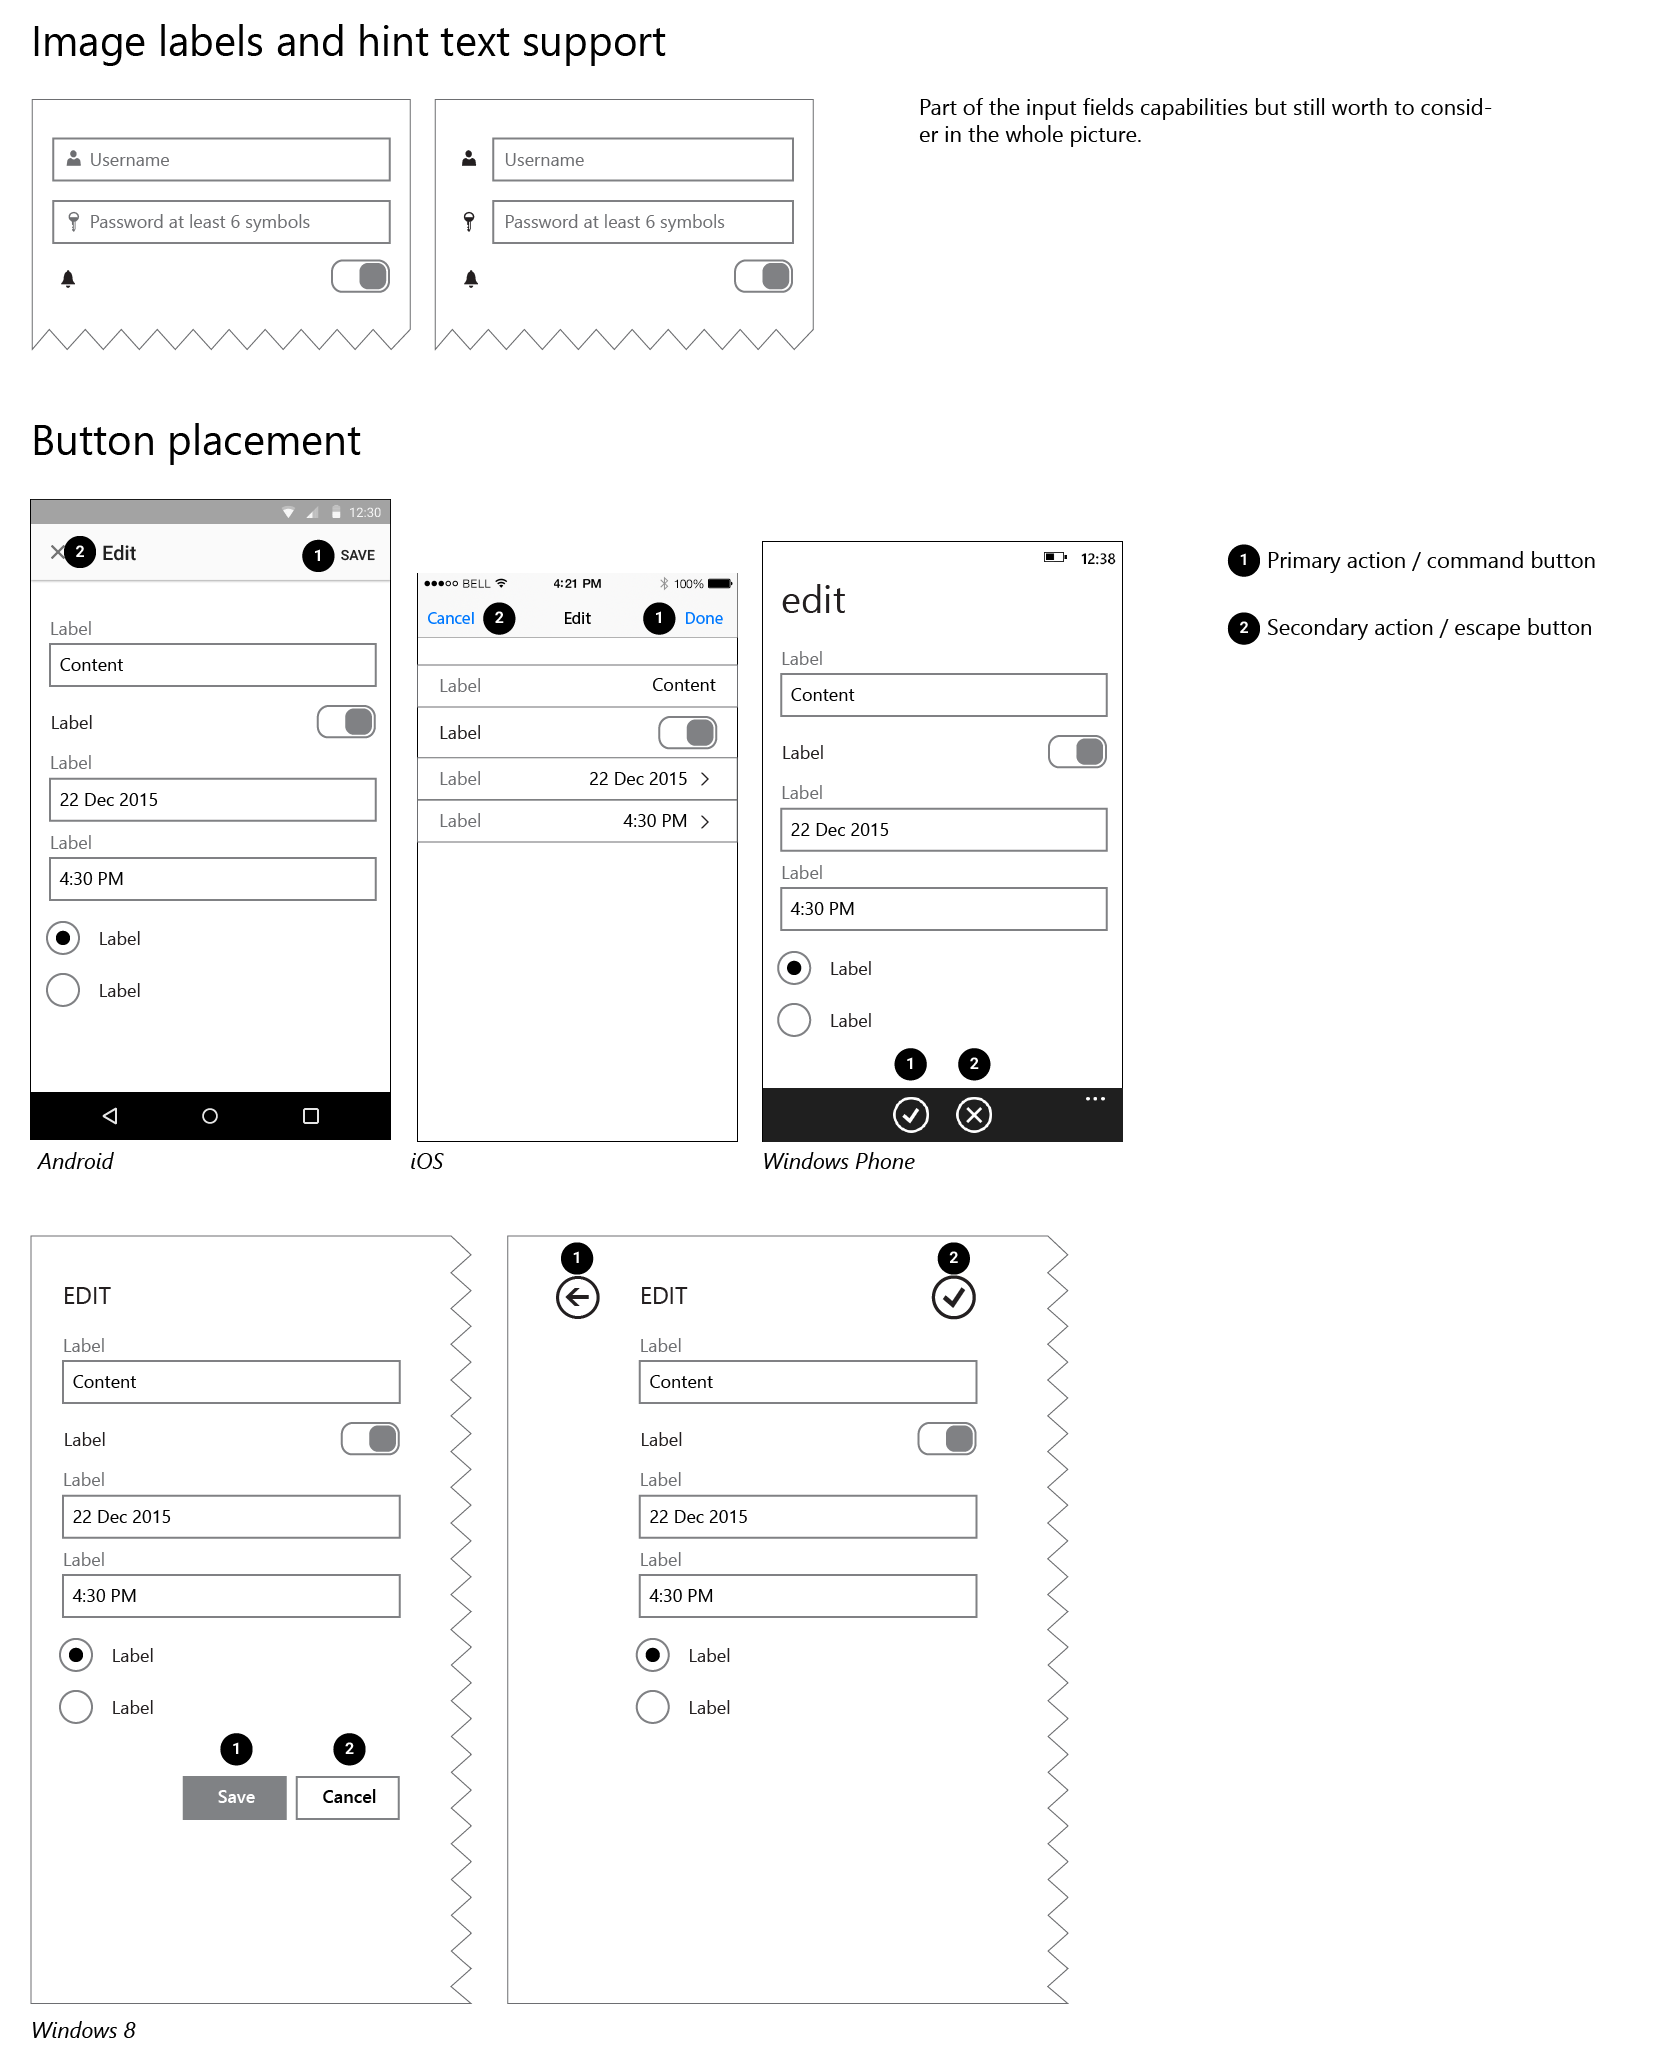 Image labels and hint text support
Username
Password at least 6 symbols
Username
Password at least 6 symbols
Part of the input fields capabilities but still worth to consid-
er in the whole picture.
Button placement
12:30
2 Edit 1 SAVE
Label
Content
Label
Label
22 Dec 2015
Label
4:30 PM
Label
Label
Android
BELL 4:21 PM 100%
Cancel 2 Edit 1 Done
Label Content
Label
Label 22 Dec 2015
Label 4:30 PM
iOS
12:38
edit
Label
Content
Label
Label
22 Dec 2015
Label
4:30 PM
Label
Label
1 2
Windows Phone
1 Primary action / command button
2 Secondary action / escape button
EDIT
Label
Content
Label
Label
22 Dec 2015
Label
4:30 PM
Label
Label
1 2
Save Cancel
1 2
EDIT
Label
Content
Label
Label
22 Dec 2015
Label
4:30 PM
Label
Label
Windows 8